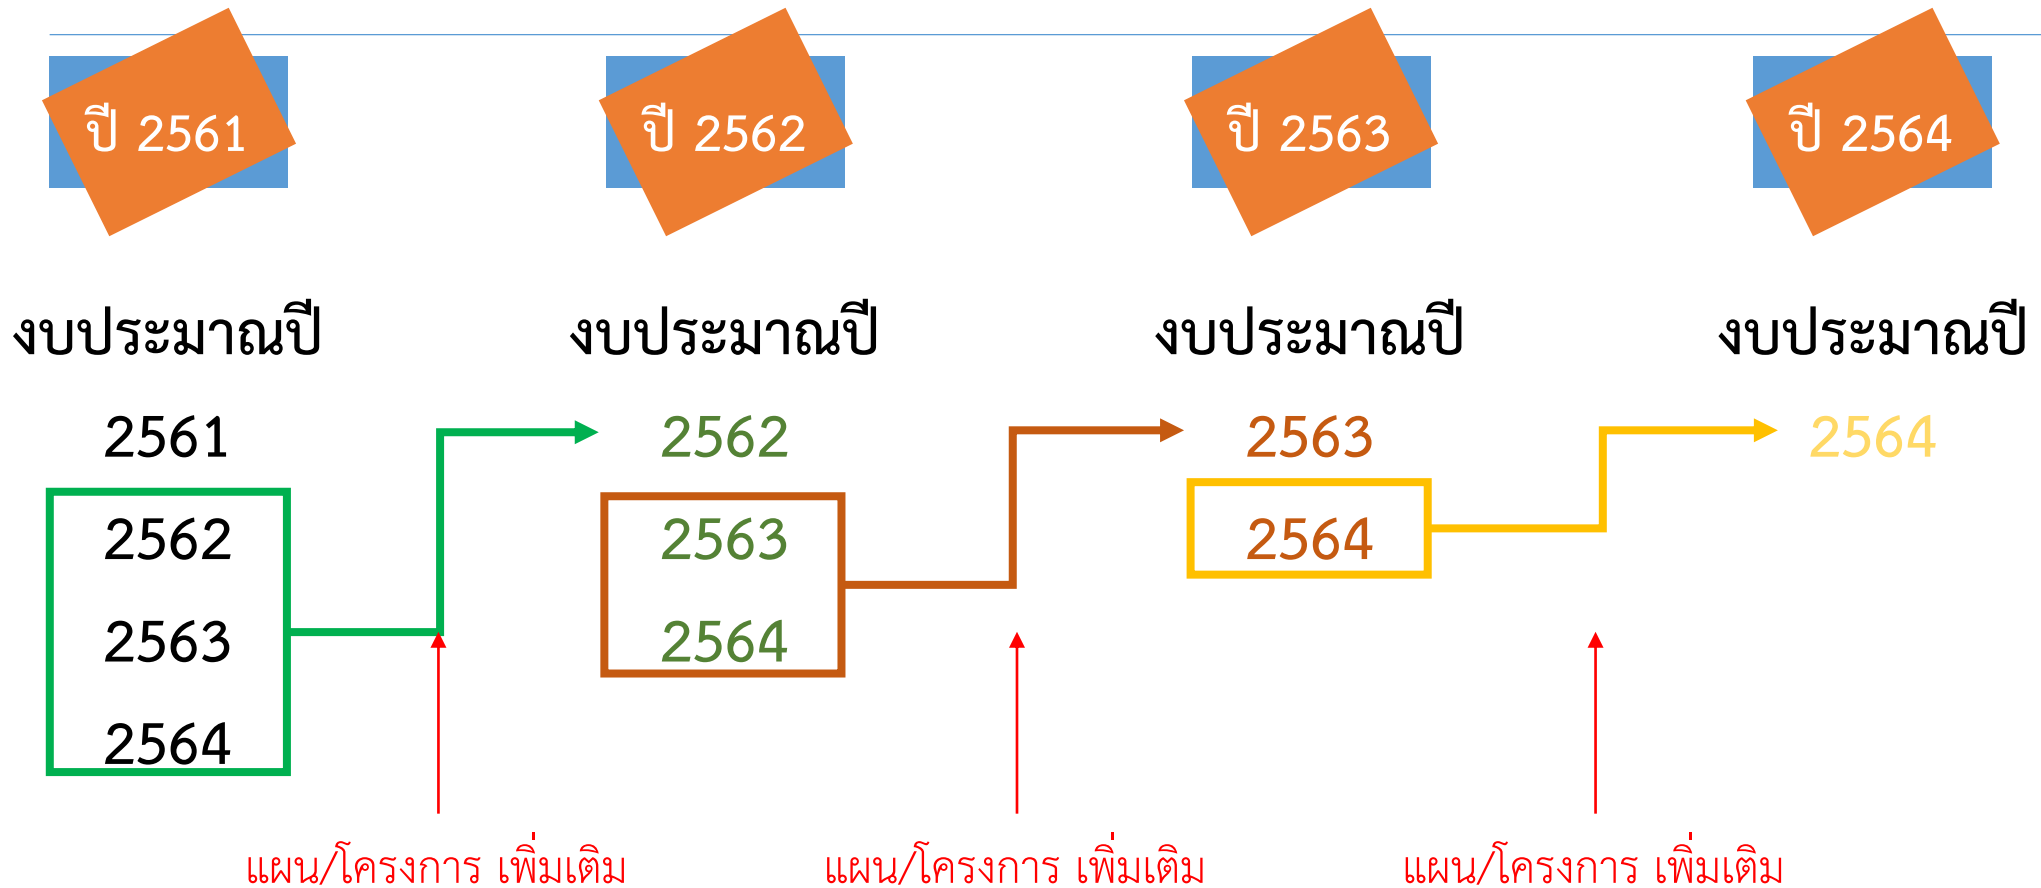 ปี 2561
ปี 2562
ปี 2563
ปี 2564
งบประมาณปี
2561
2562
2563
2564
งบประมาณปี
2562
2563
2564
งบประมาณปี
2563
2564
งบประมาณปี
2564
แผน/โครงการ เพิ่มเติม
แผน/โครงการ เพิ่มเติม
แผน/โครงการ เพิ่มเติม